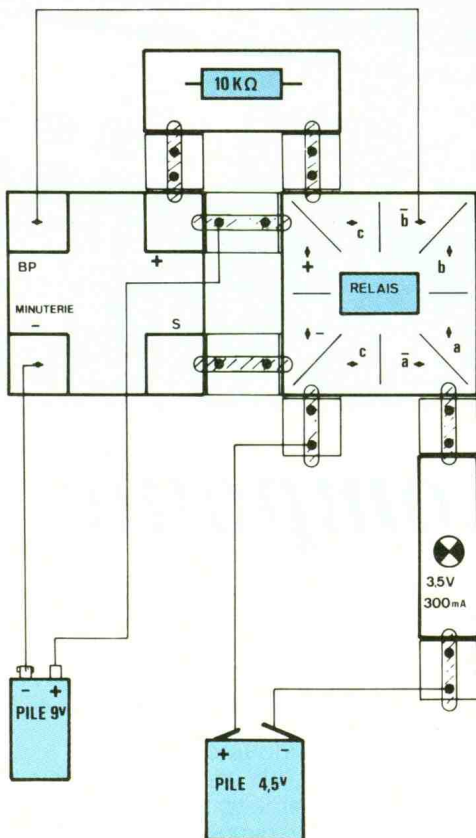 10 KΩ
BP
+
MINUTERIE
−
S
c
b̅
+
b
RELAIS
−
a
c
a̅
3,5V
300mA
− +
PILE 9V
+ −
PILE 4,5V